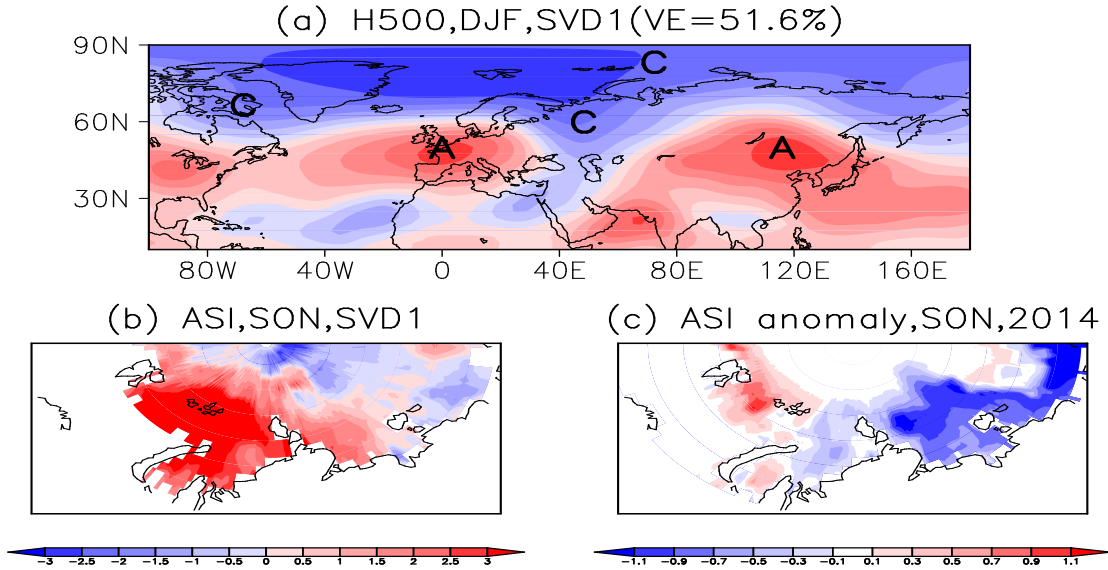 (a) H500,DJF,SVD1(VE=51.6%)
90N
C
C
60N
C
A
A
30N
80W 40W 0 40E 80E 120E 160E
(b) ASI,SON,SVD1
(c) ASI anomaly,SON,2014
-3 -2.5 -2 -1.5 -1 -0.5 0 0.5 1 1.5 2 2.5 3
-1.1 -0.9 -0.7 -0.5 -0.3 -0.1 0.1 0.3 0.5 0.7 0.9 1.1